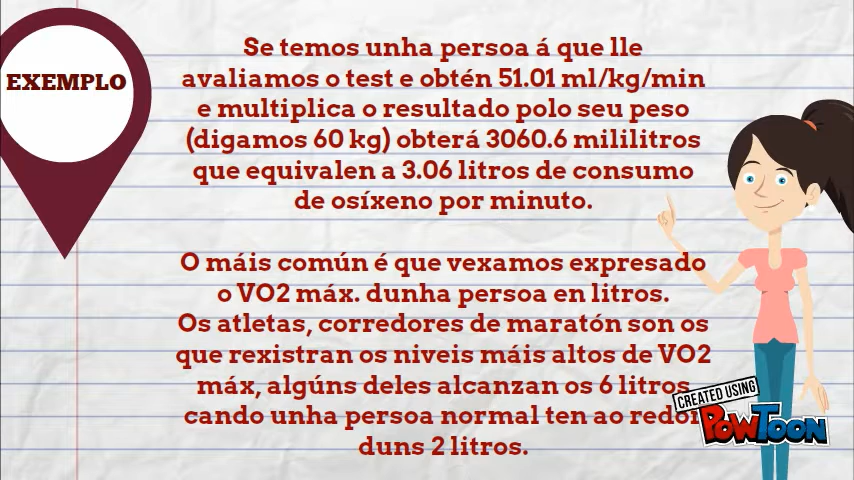 EXEMPLO
Se temos unha persoa á que lle
avaliamos o test e obtén 51.01 ml/kg/min
e multiplica o resultado polo seu peso
(digamos 60 kg) obterá 3060.6 mililitros
que equivalen a 3.06 litros de consumo
de osíxeno por minuto.
O máis común é que vexamos expresado
o VO2 máx. dunha persoa en litros.
Os atletas, corredores de maratón son os
que rexistran os niveis máis altos de VO2
máx, algúns deles alcanzan os 6 litros
cando unha persoa normal ten ao redor
duns 2 litros.
CREATED USING
POWTOON